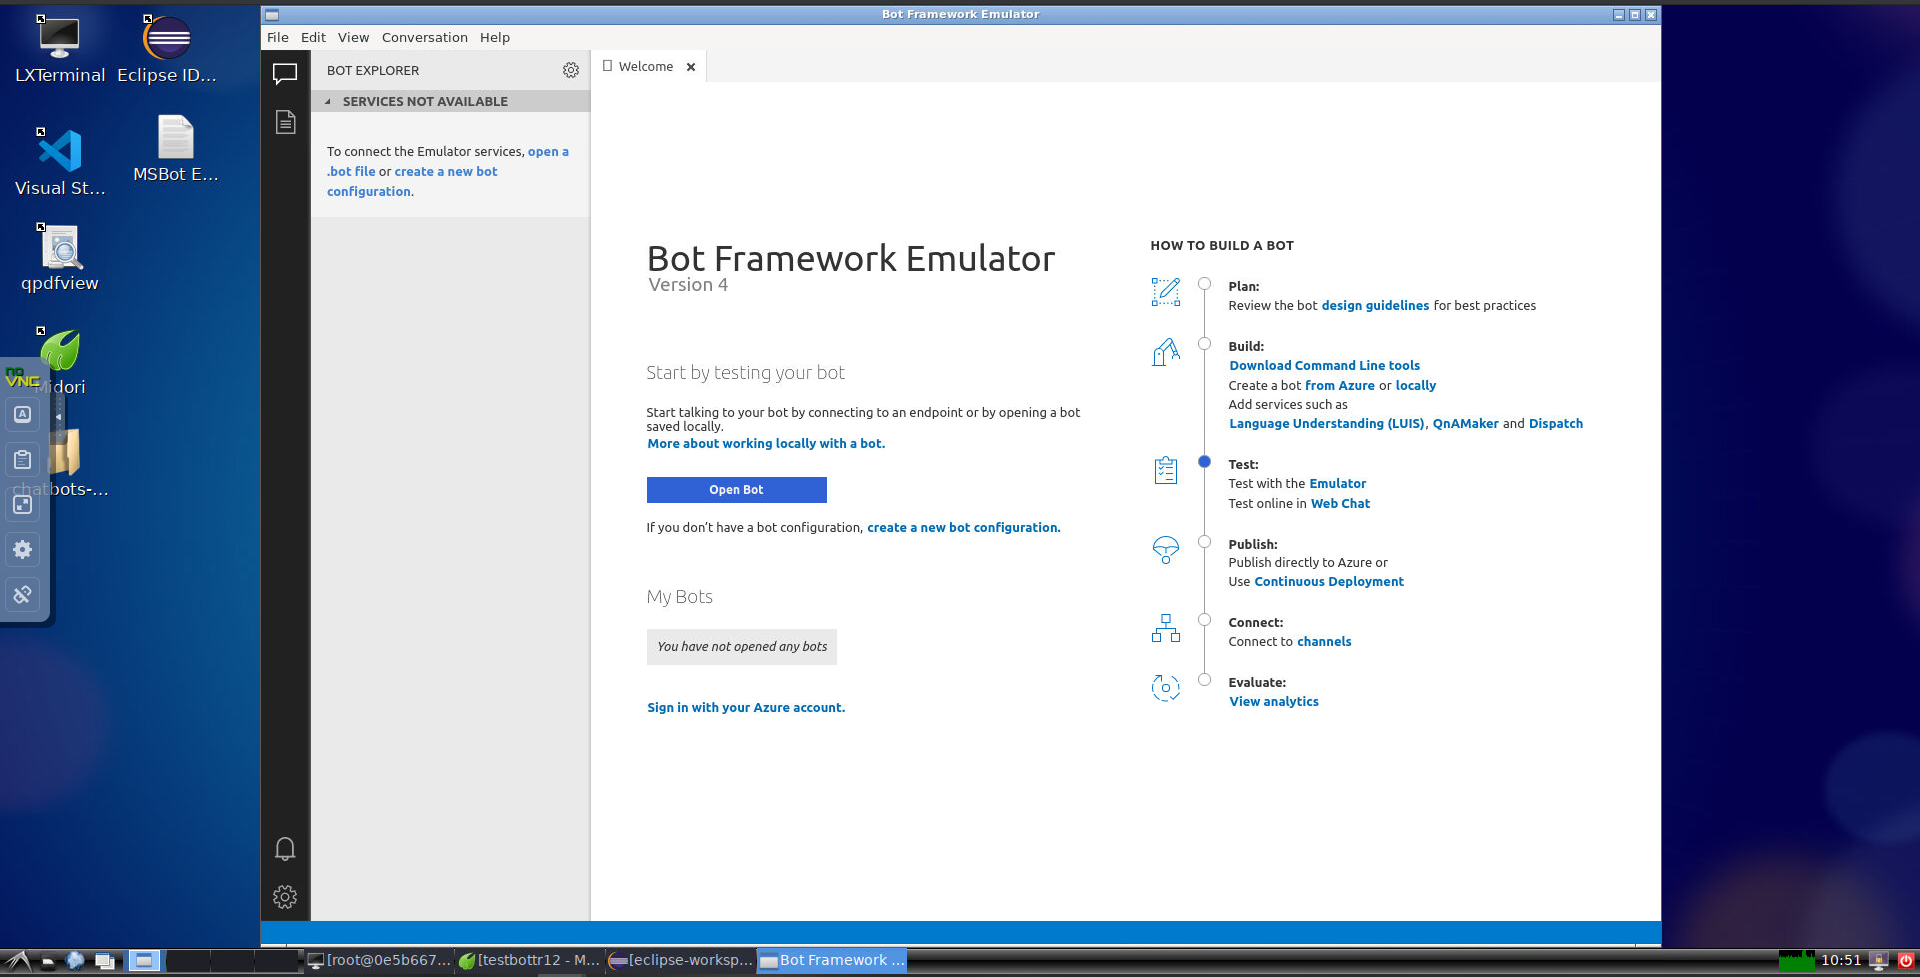 Bot Framework Emulator
File Edit View Conversation Help
LXTerminal
Eclipse ID...
Visual St...
MSBot E...
qpdfview
no
VNC
Midori
chatbots-...
BOT EXPLORER
SERVICES NOT AVAILABLE
To connect the Emulator services, open a
.bot file or create a new bot
configuration.
Welcome
Bot Framework Emulator
Version 4
Start by testing your bot
Start talking to your bot by connecting to an endpoint or by opening a bot
saved locally.
More about working locally with a bot.
Open Bot
If you don’t have a bot configuration, create a new bot configuration.
My Bots
You have not opened any bots
Sign in with your Azure account.
HOW TO BUILD A BOT
Plan:
Review the bot design guidelines for best practices
Build:
Download Command Line tools
Create a bot from Azure or locally
Add services such as
Language Understanding (LUIS), QnAMaker and Dispatch
Test:
Test with the Emulator
Test online in Web Chat
Publish:
Publish directly to Azure or
Use Continuous Deployment
Connect:
Connect to channels
Evaluate:
View analytics
[root@0e5b667...
[testbottr12 - M...
[eclipse-worksp...
Bot Framework ...
10:51